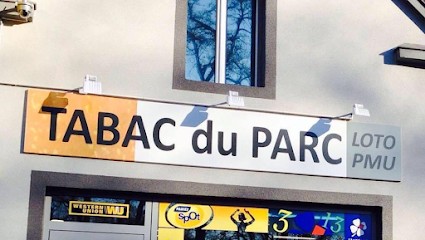 TABAC du PARC
LOTO
PMU
WESTERN
UNION WU
SPOT